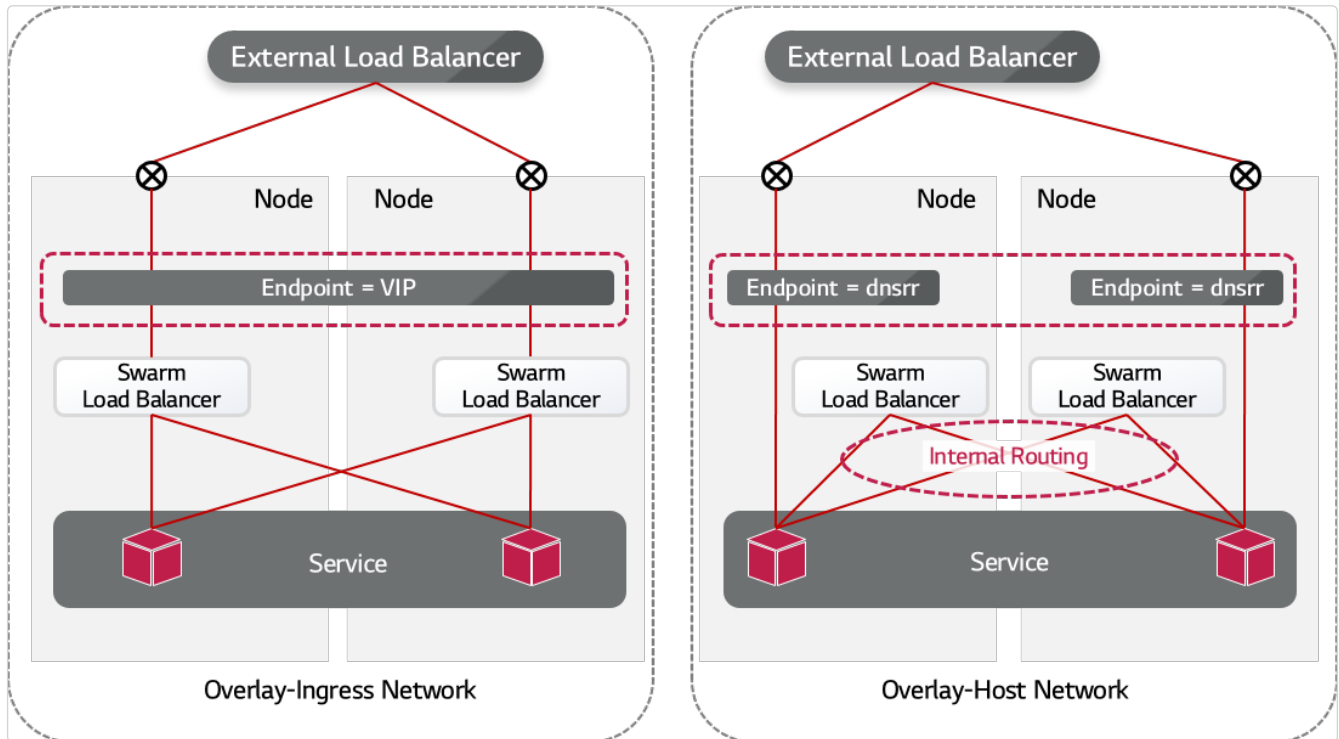 External Load Balancer
Node
Node
Endpoint = VIP
Swarm
Load Balancer
Swarm
Load Balancer
Service
Overlay-Ingress Network
External Load Balancer
Node
Node
Endpoint = dnsrr
Endpoint = dnsrr
Swarm
Load Balancer
Swarm
Load Balancer
Internal Routing
Service
Overlay-Host Network